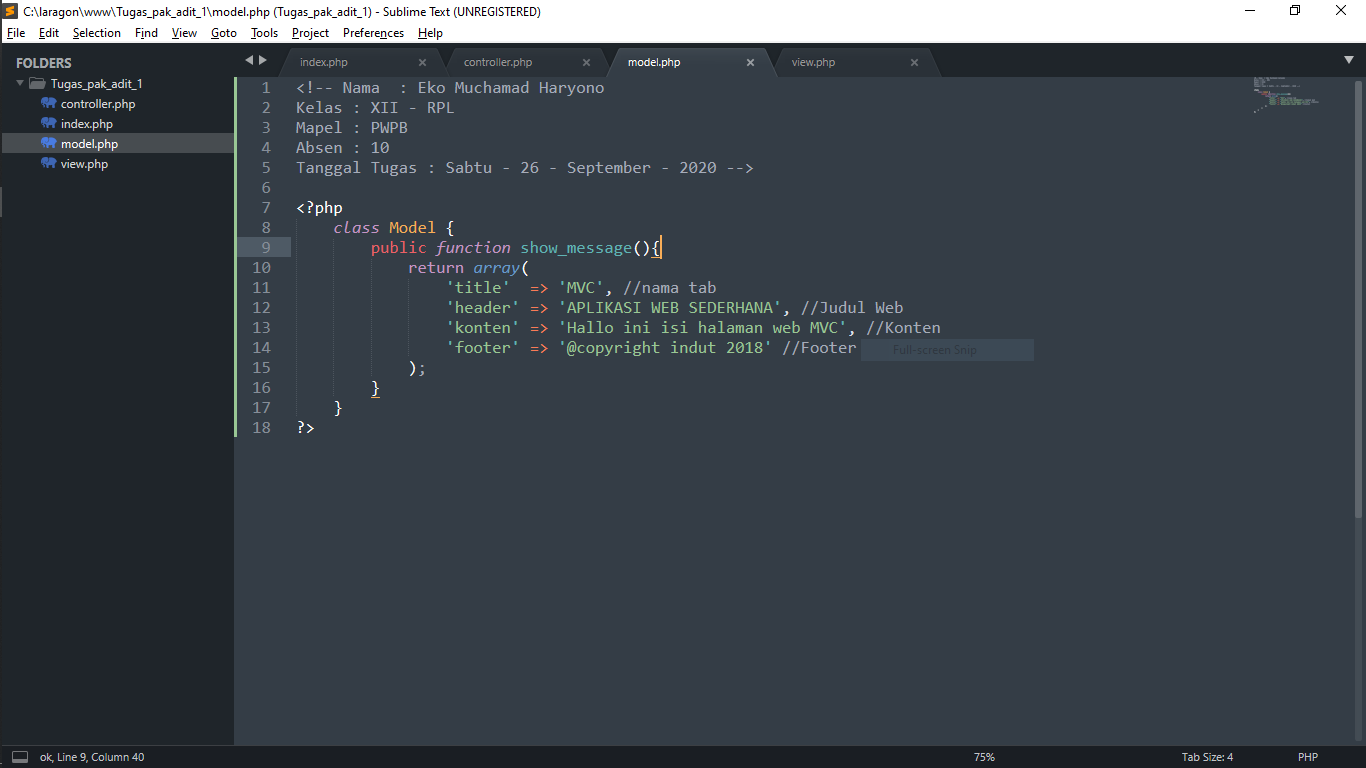 C:\laragon\www\Tugas_pak_adit_1\model.php (Tugas_pak_adit_1) - Sublime Text (UNREGISTERED)
File Edit Selection Find View Goto Tools Project Preferences Help
FOLDERS
Tugas_pak_adit_1
controller.php
index.php
model.php
view.php
index.php × controller.php × model.php × view.php ×
1 <!-- Nama  : Eko Muchamad Haryono
2 Kelas : XII - RPL
3 Mapel : PWPB
4 Absen : 10
5 Tanggal Tugas : Sabtu - 26 - September - 2020 -->
6
7 <?php
8     class Model {
9         public function show_message(){
10             return array(
11                 'title'  => 'MVC', //nama tab
12                 'header' => 'APLIKASI WEB SEDERHANA', //Judul Web
13                 'konten' => 'Hallo ini isi halaman web MVC', //Konten
14                 'footer' => '@copyright indut 2018' //Footer
Full-screen Snip
15             );
16         }
17     }
18 ?>
ok, Line 9, Column 40 75% Tab Size: 4 PHP